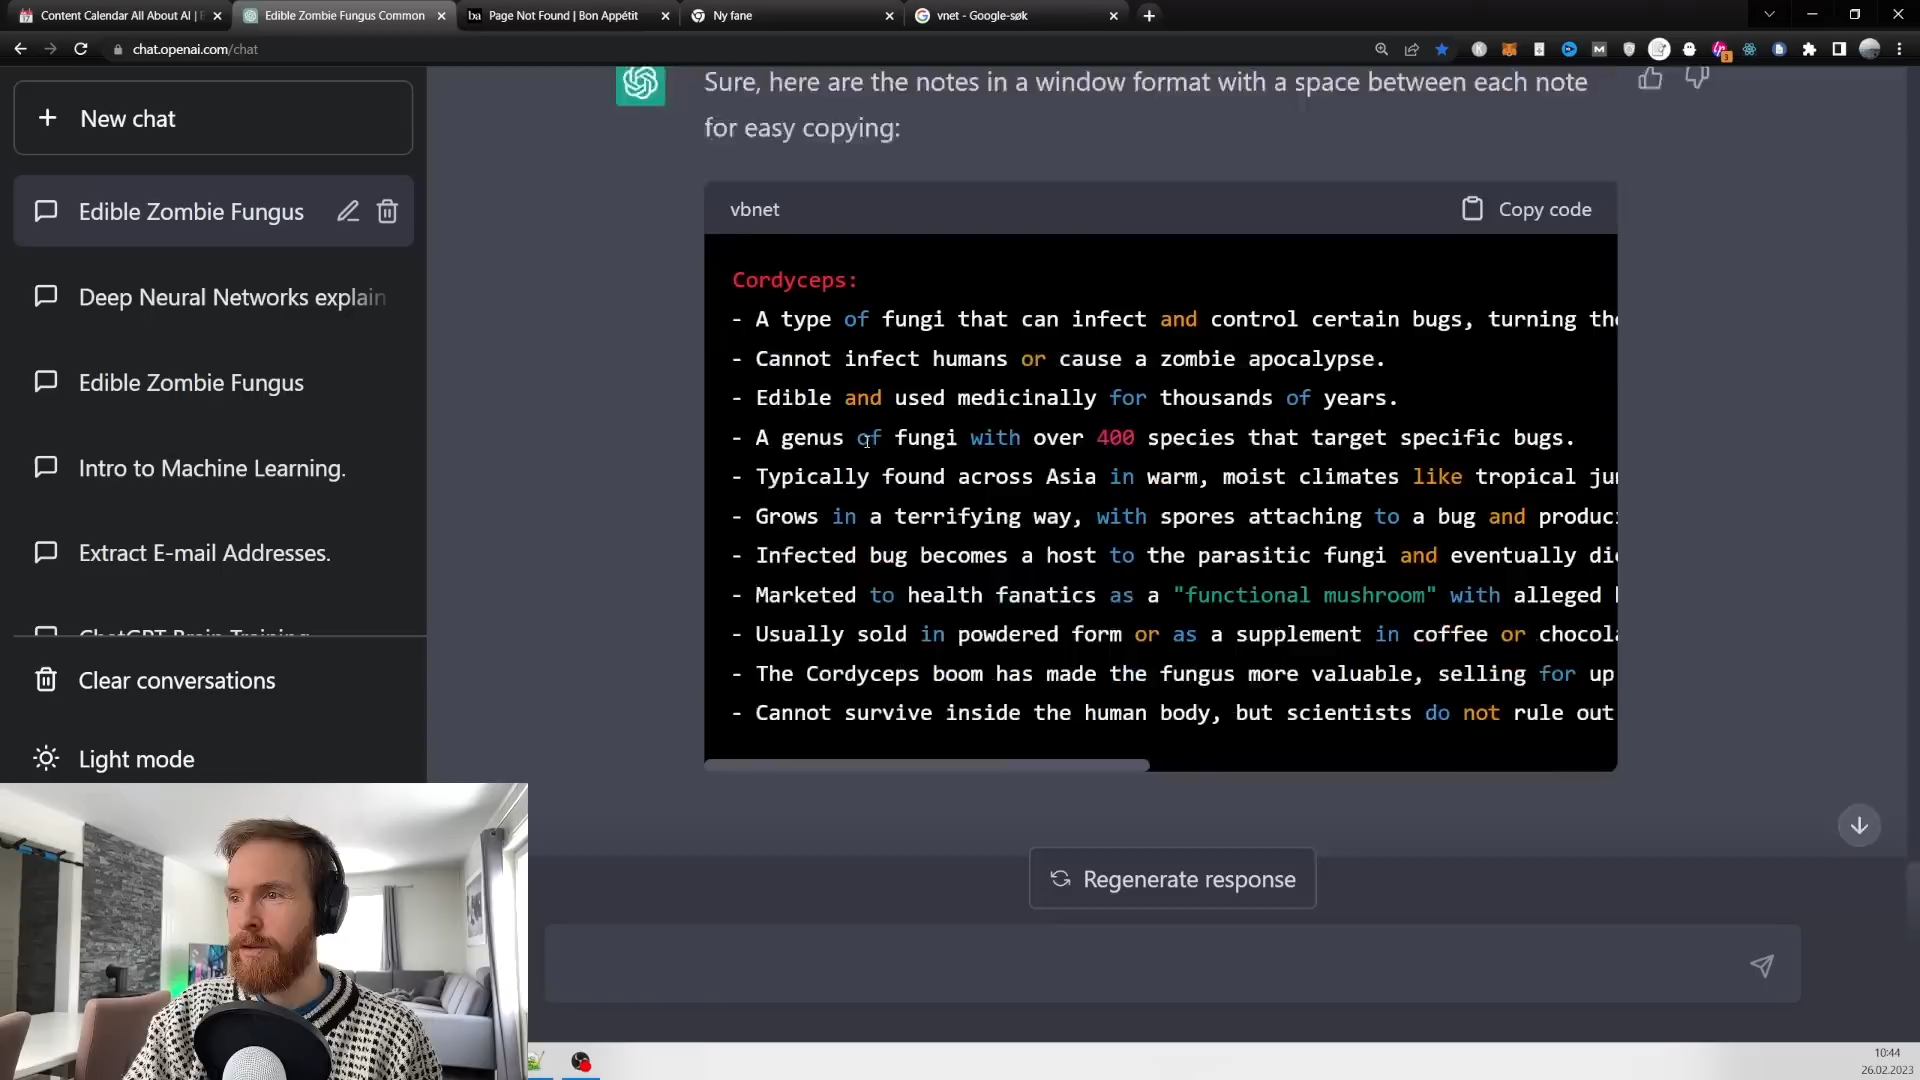 Content Calendar All About AI | E
Edible Zombie Fungus Common
ba Page Not Found | Bon Appétit
Ny fane
vnet - Google-søk
chat.openai.com/chat
New chat
Edible Zombie Fungus
Deep Neural Networks explain
Edible Zombie Fungus
Intro to Machine Learning.
Extract E-mail Addresses.
ChatGPT Brain Training
Clear conversations
Light mode
Sure, here are the notes in a window format with a space between each note
for easy copying:
vbnet
Copy code
Cordyceps:
- A type of fungi that can infect and control certain bugs, turning the
- Cannot infect humans or cause a zombie apocalypse.
- Edible and used medicinally for thousands of years.
- A genus of fungi with over 400 species that target specific bugs.
- Typically found across Asia in warm, moist climates like tropical ju
- Grows in a terrifying way, with spores attaching to a bug and produc
- Infected bug becomes a host to the parasitic fungi and eventually di
- Marketed to health fanatics as a "functional mushroom" with alleged
- Usually sold in powdered form or as a supplement in coffee or chocol
- The Cordyceps boom has made the fungus more valuable, selling for up
- Cannot survive inside the human body, but scientists do not rule out
Regenerate response
10:44
26.02.2023